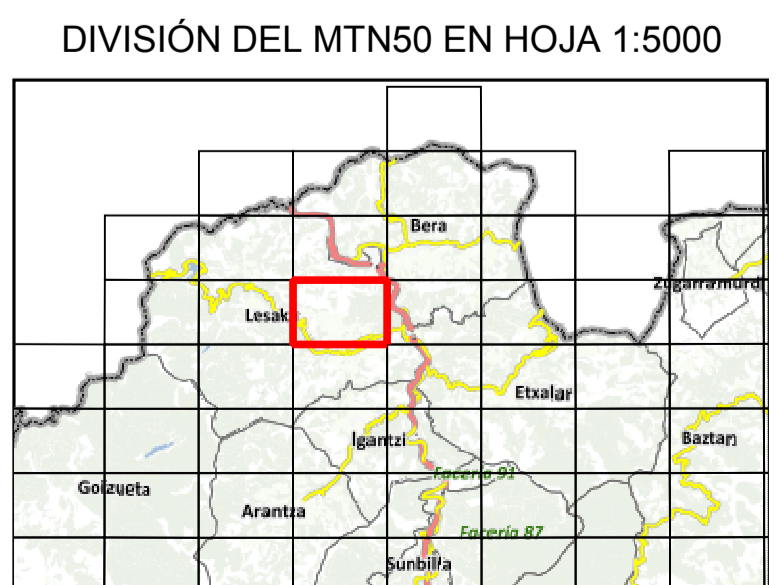 DIVISIÓN DEL MTN50 EN HOJA 1:5000
Bera
Zugarramurdi
Lesak
Etxalar
Igantzi
Baztan
Facería 91
Goizueta
Arantza
Facería 87
Sunbilla